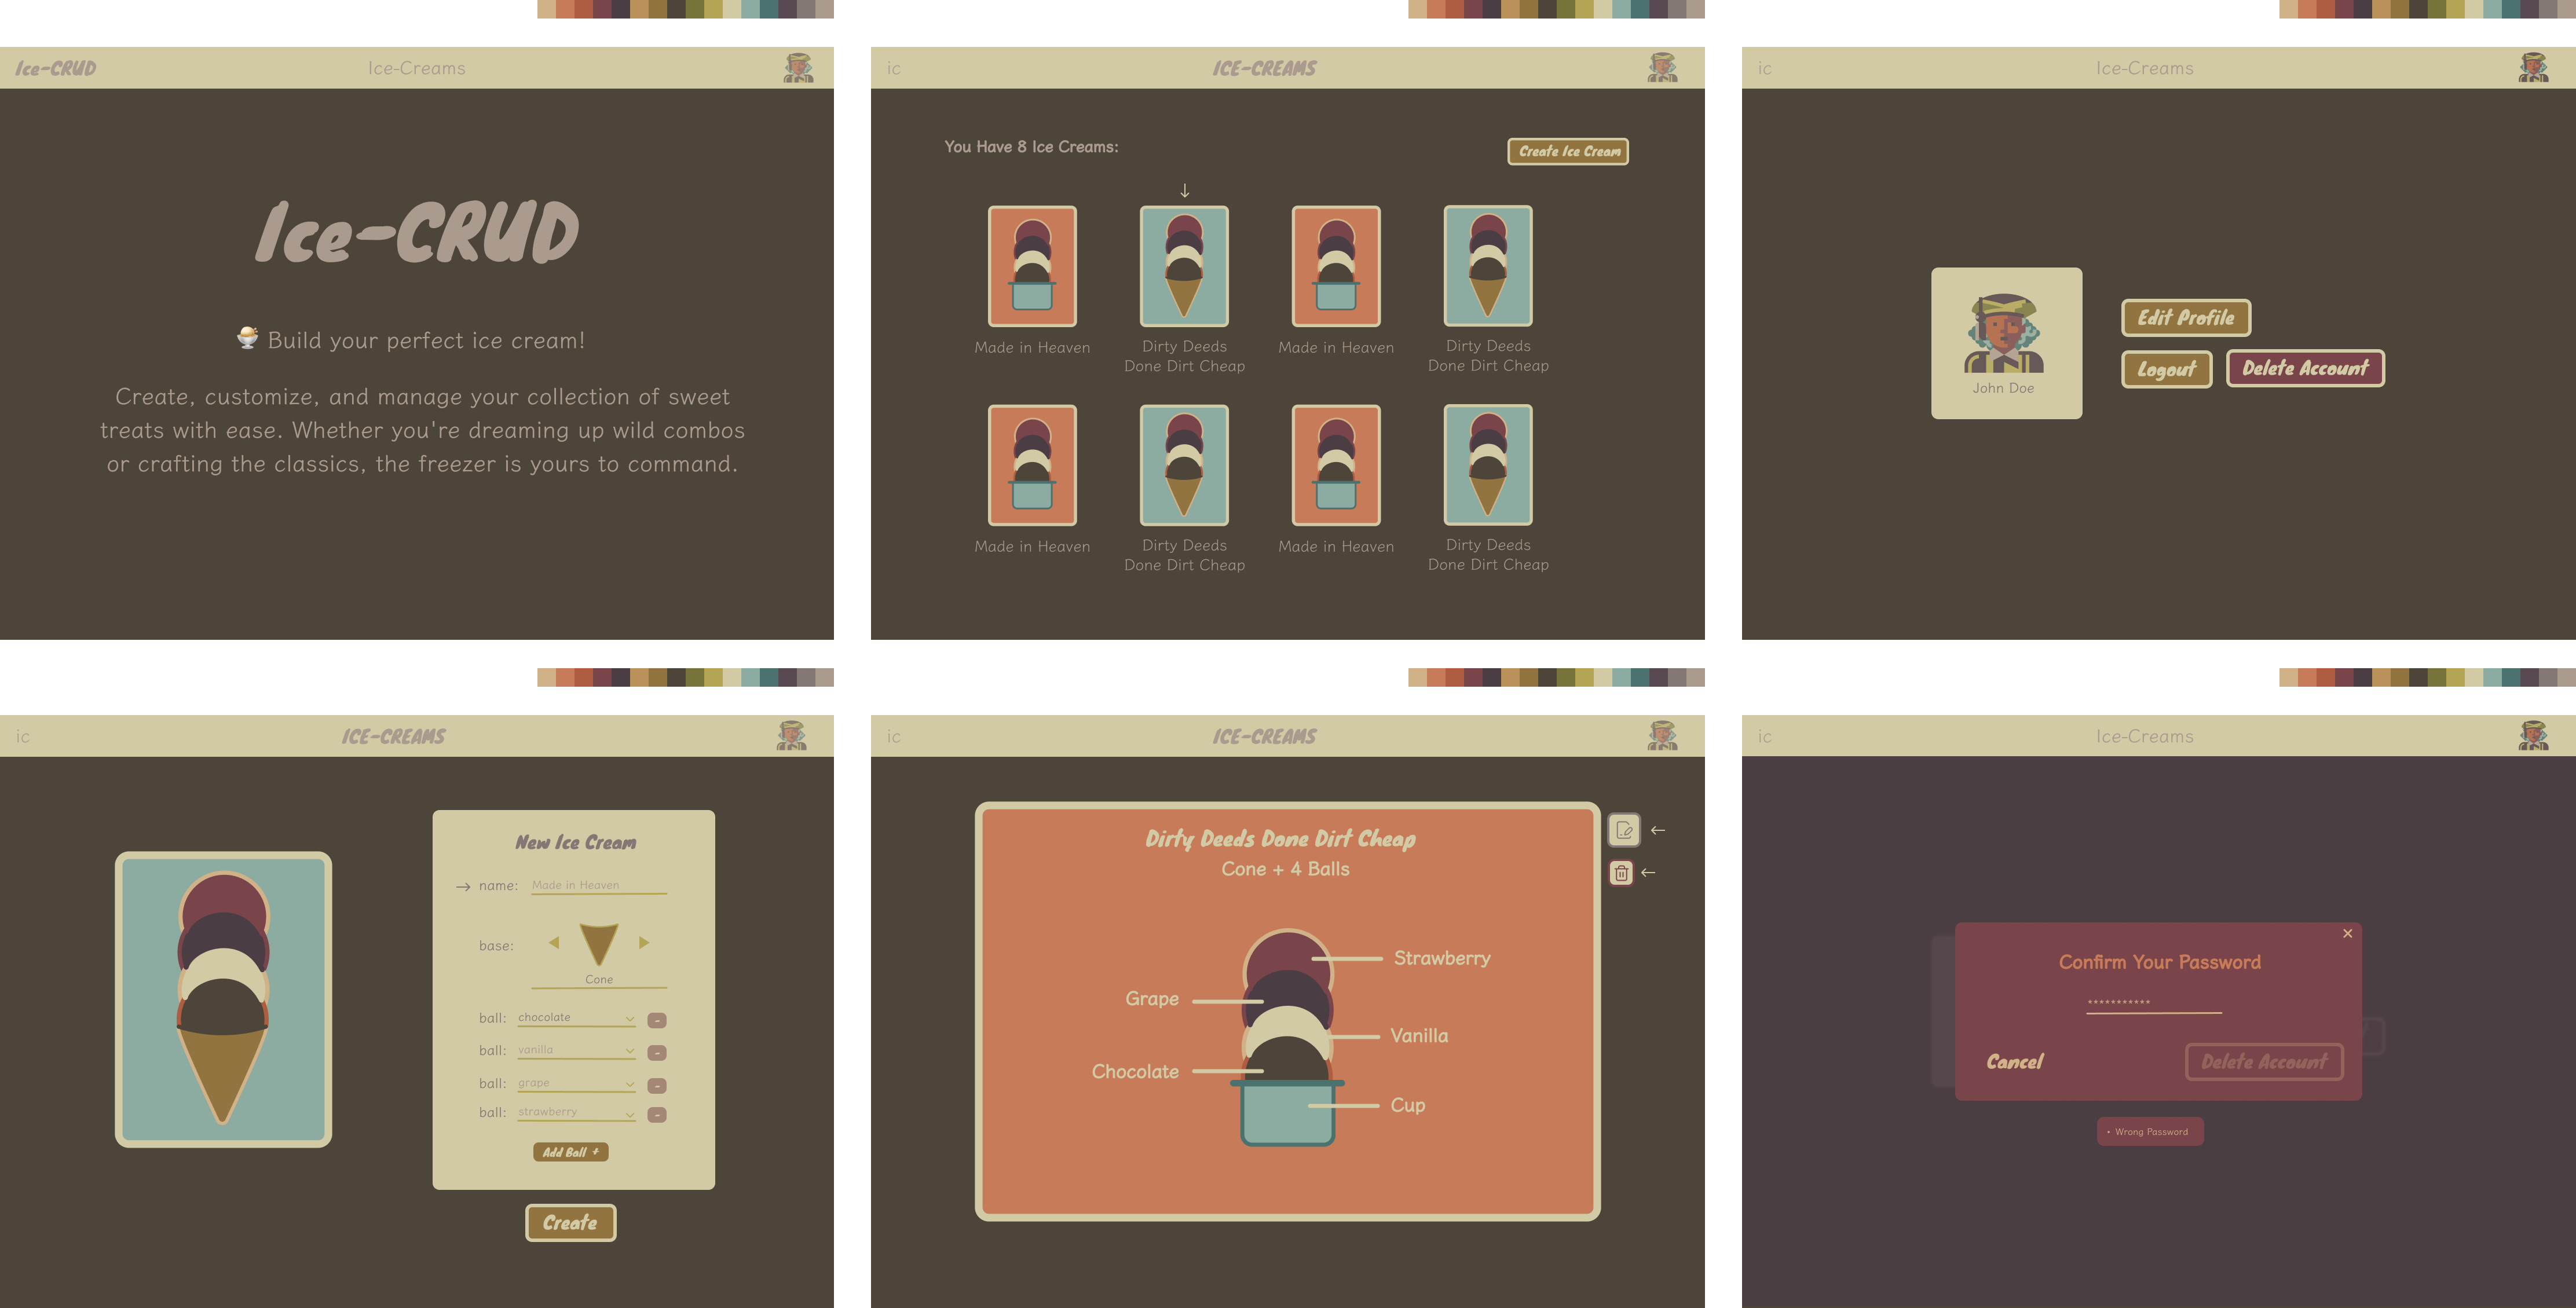 Ice-CRUD
Ice-Creams
Ice-CRUD
Build your perfect ice cream!
Create, customize, and manage your collection of sweet
treats with ease. Whether you're dreaming up wild combos
or crafting the classics, the freezer is yours to command.
ic
ICE-CREAMS
You Have 8 Ice Creams:
Create Ice Cream
↓
Made in Heaven
Dirty Deeds
Done Dirt Cheap
Made in Heaven
Dirty Deeds
Done Dirt Cheap
Made in Heaven
Dirty Deeds
Done Dirt Cheap
Made in Heaven
Dirty Deeds
Done Dirt Cheap
ic
Ice-Creams
John Doe
Edit Profile
Logout
Delete Account
ic
ICE-CREAMS
New Ice Cream
→ name: Made in Heaven
base:
Cone
ball: chocolate -
ball: vanilla -
ball: grape -
ball: strawberry -
Add Ball +
Create
ic
ICE-CREAMS
Dirty Deeds Done Dirt Cheap
Cone + 4 Balls
←
←
Strawberry
Grape
Vanilla
Chocolate
Cup
ic
Ice-Creams
×
Confirm Your Password
***********
Cancel
Delete Account
• Wrong Password